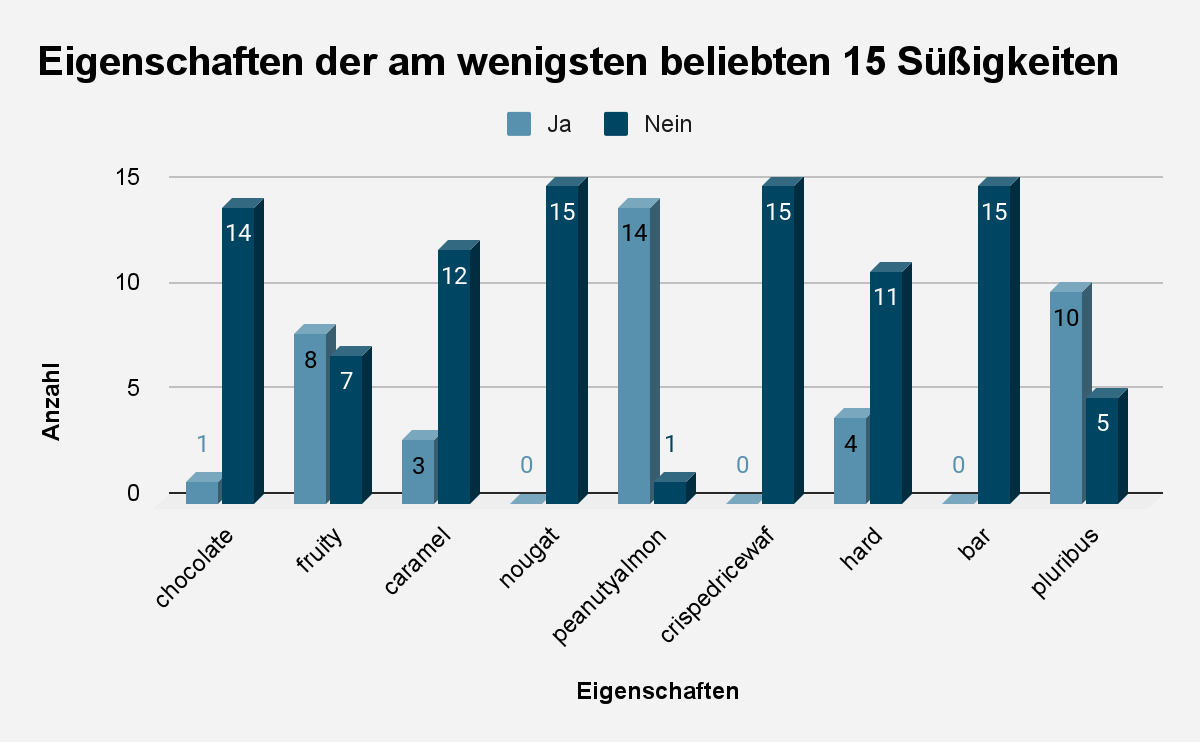 Eigenschaften der am wenigsten beliebten 15 Süßigkeiten
Ja Nein
15
10
5
0
Anzahl
1 14
8 7
3 12
0 15
14 1
0 15
4 11
0 15
10 5
chocolate
fruity
caramel
nougat
peanutyalmon
crispedricewaf
hard
bar
pluribus
Eigenschaften